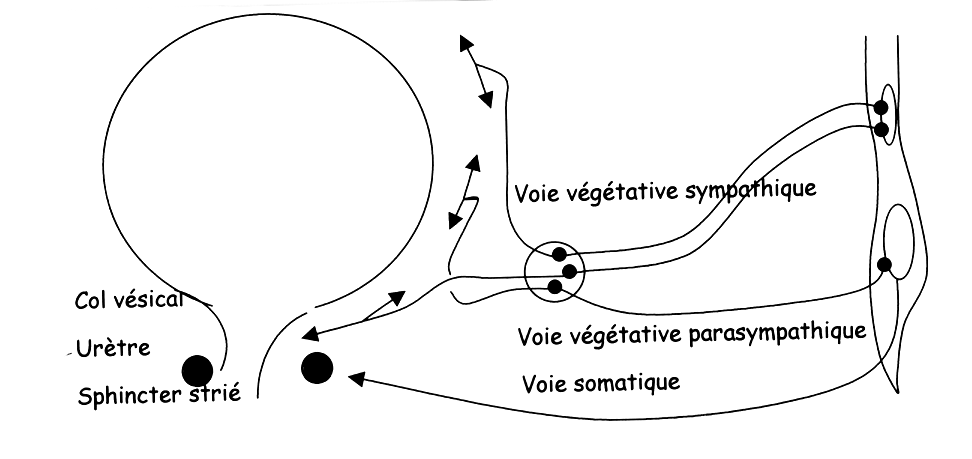 Voie végétative sympathique
Col vésical
Voie végétative parasympathique
Urètre
Voie somatique
Sphincter strié